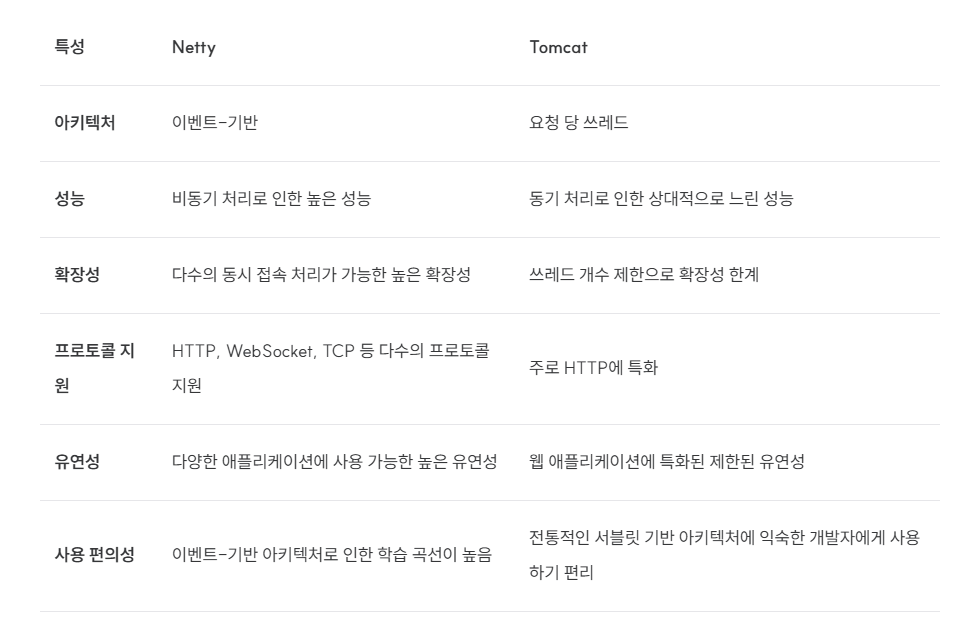 특성 Netty Tomcat
아키텍처 이벤트-기반 요청 당 쓰레드
성능 비동기 처리로 인한 높은 성능 동기 처리로 인한 상대적으로 느린 성능
확장성 다수의 동시 접속 처리가 가능한 높은 확장성 쓰레드 개수 제한으로 확장성 한계
프로토콜 지
원
HTTP, WebSocket, TCP 등 다수의 프로토콜
지원
주로 HTTP에 특화
유연성 다양한 애플리케이션에 사용 가능한 높은 유연성 웹 애플리케이션에 특화된 제한된 유연성
사용 편의성 이벤트-기반 아키텍처로 인한 학습 곡선이 높음
전통적인 서블릿 기반 아키텍처에 익숙한 개발자에게 사용
하기 편리